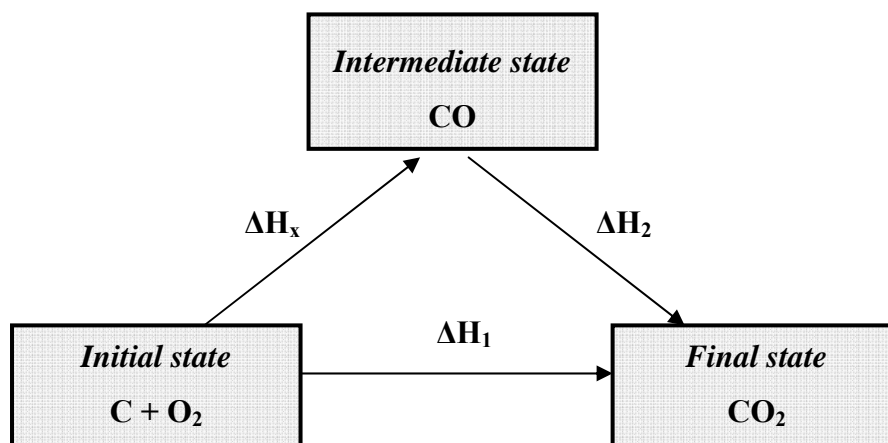 Intermediate state
CO
ΔHₓ
ΔH₂
ΔH₁
Initial state
C + O₂
Final state
CO₂